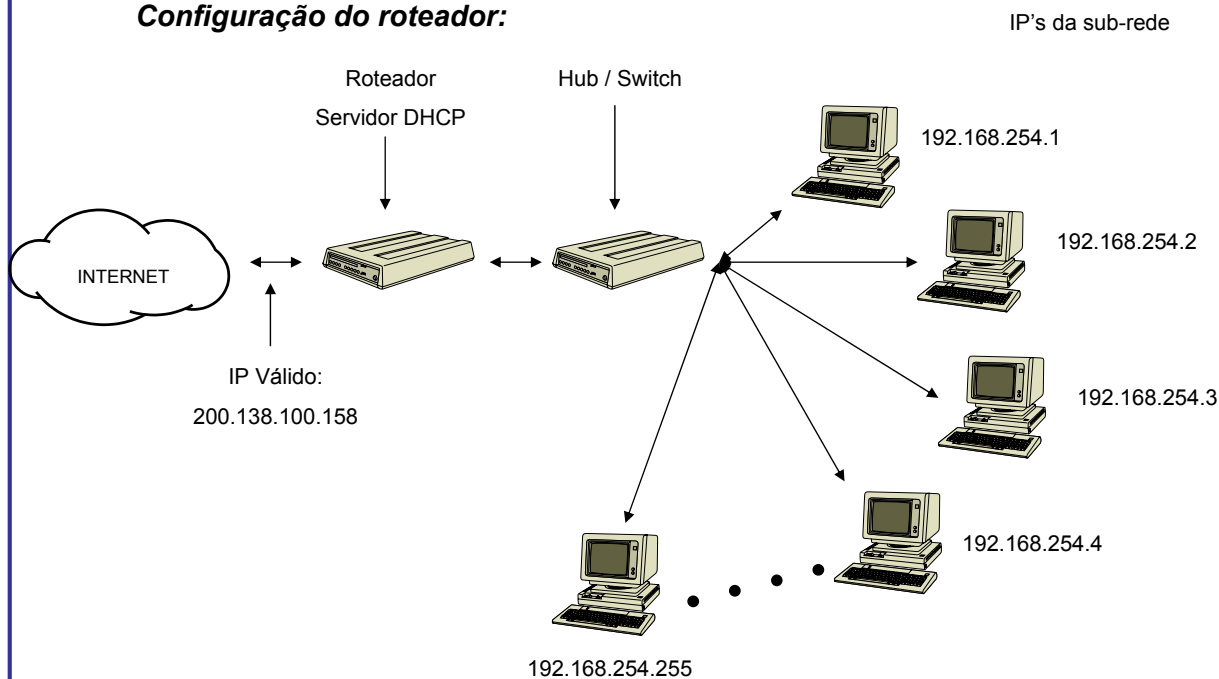 Configuração do roteador:
IP’s da sub-rede
Roteador
Servidor DHCP
Hub / Switch
192.168.254.1
192.168.254.2
INTERNET
IP Válido:
200.138.100.158
192.168.254.3
192.168.254.4
192.168.254.255